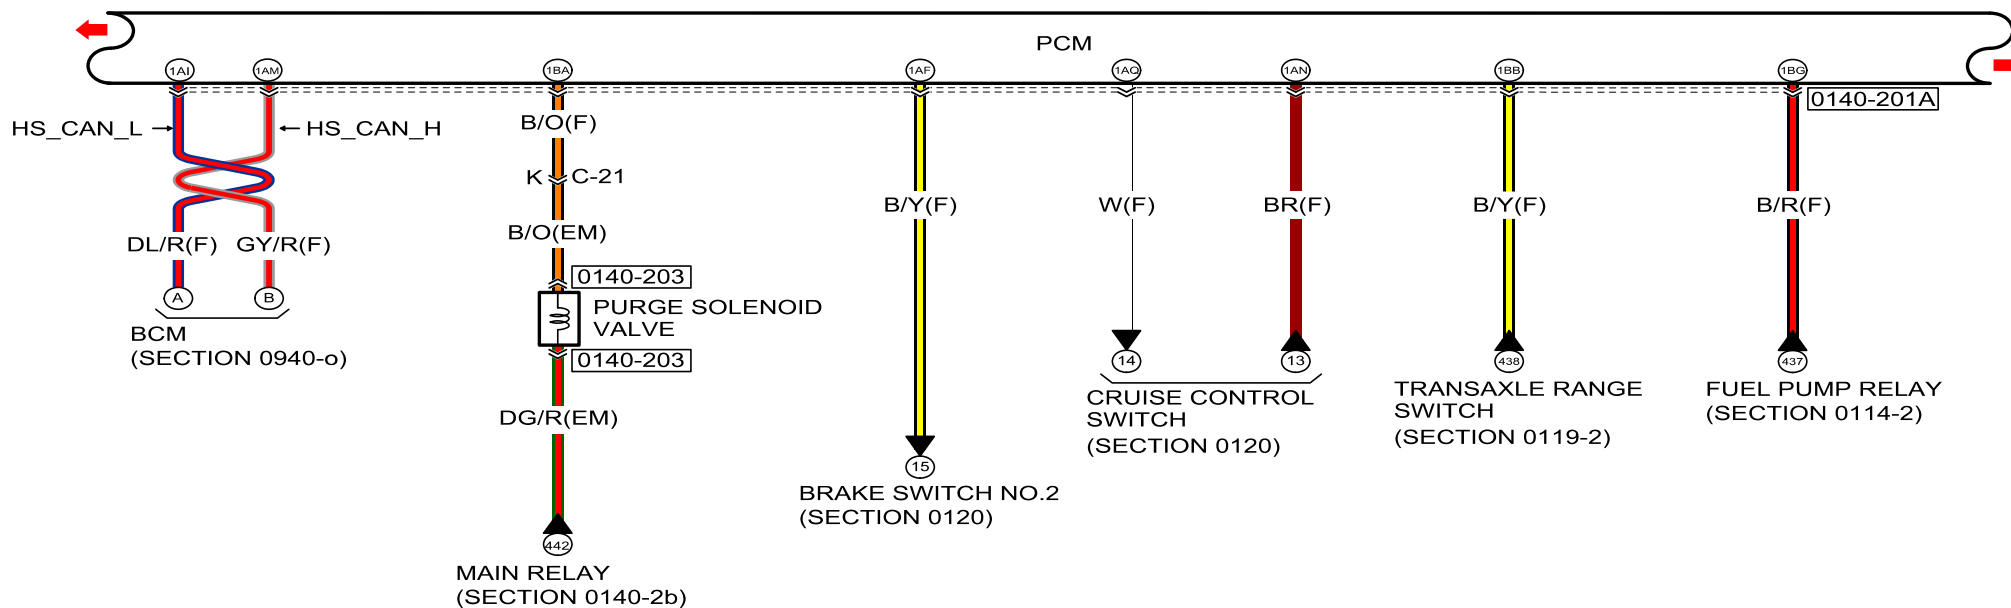 PCM
1AI
1AM
1BA
1AF
1AQ
1AN
1BB
1BG
0140-201A
HS_CAN_L
HS_CAN_H
B/O(F)
K
C-21
B/Y(F)
W(F)
BR(F)
B/Y(F)
B/R(F)
DL/R(F)
GY/R(F)
B/O(EM)
0140-203
A
B
PURGE SOLENOID
VALVE
BCM
(SECTION 0940-o)
0140-203
14
13
438
437
CRUISE CONTROL
SWITCH
(SECTION 0120)
TRANSAXLE RANGE
SWITCH
(SECTION 0119-2)
FUEL PUMP RELAY
(SECTION 0114-2)
DG/R(EM)
15
BRAKE SWITCH NO.2
(SECTION 0120)
442
MAIN RELAY
(SECTION 0140-2b)